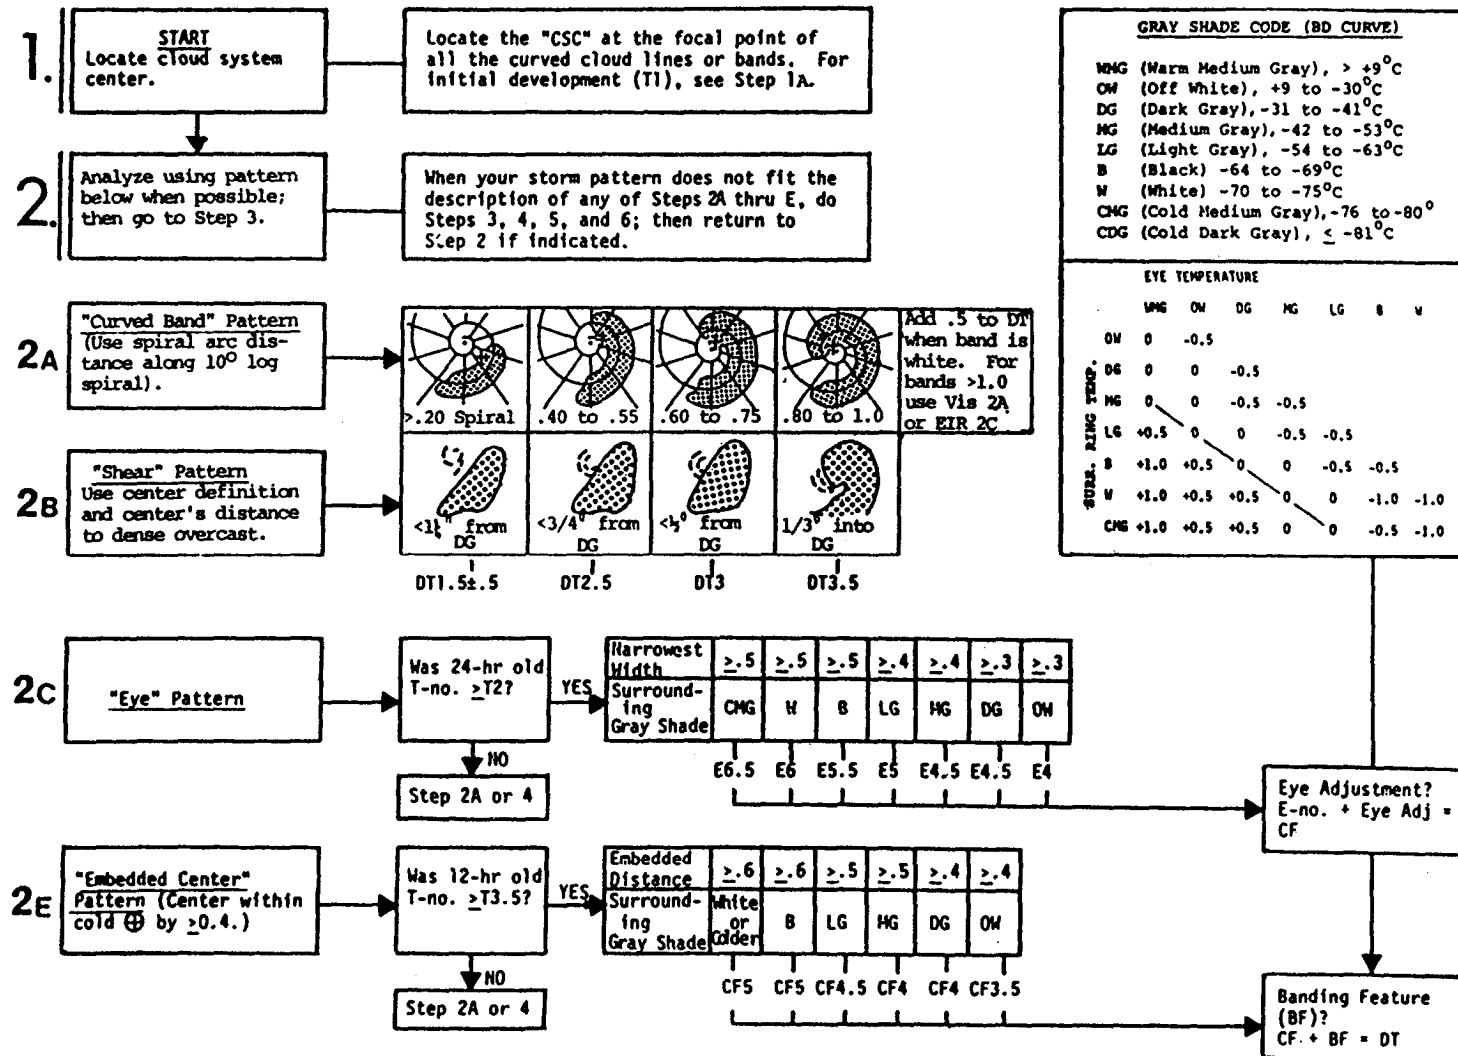 1.
START
Locate cloud system
center.
Locate the "CSC" at the focal point of
all the curved cloud lines or bands. For
initial development (T1), see Step 1A.
2.
Analyze using pattern
below when possible;
then go to Step 3.
When your storm pattern does not fit the
description of any of Steps 2A thru E, do
Steps 3, 4, 5, and 6; then return to
Step 2 if indicated.
GRAY SHADE CODE (BD CURVE)
WMG (Warm Medium Gray), > +9°C
OW (Off White), +9 to -30°C
DG (Dark Gray), -31 to -41°C
MG (Medium Gray), -42 to -53°C
LG (Light Gray), -54 to -63°C
B (Black) -64 to -69°C
W (White) -70 to -75°C
CMG (Cold Medium Gray), -76 to -80°
CDG (Cold Dark Gray), ≤ -81°C
EYE TEMPERATURE
WMG OW DG MG LG B W
SURR. RING TEMP.
OW 0 -0.5
DG 0 0 -0.5
MG 0 0 -0.5 -0.5
LG +0.5 0 0 -0.5 -0.5
B +1.0 +0.5 0 0 -0.5 -0.5
W +1.0 +0.5 +0.5 0 0 -1.0 -1.0
CMG +1.0 +0.5 +0.5 0 0 -0.5 -1.0
2A
"Curved Band" Pattern
(Use spiral arc dis-
tance along 10° log
spiral).
>.20 Spiral
.40 to .55
.60 to .75
.80 to 1.0
Add .5 to DT
when band is
white. For
bands >1.0
use Vis 2A
or EIR 2C
2B
"Shear" Pattern
Use center definition
and center's distance
to dense overcast.
<1¼° from
DG
<3/4° from
DG
<½° from
DG
1/3° into
DG
DT1.5±.5
DT2.5
DT3
DT3.5
2C
"Eye" Pattern
Was 24-hr old
T-no. ≥T2?
YES
NO
Step 2A or 4
Narrowest
Width
≥.5 ≥.5 ≥.5 ≥.4 ≥.4 ≥.3 ≥.3
Surround-
ing
Gray Shade
CMG W B LG MG DG OW
E6.5 E6 E5.5 E5 E4.5 E4.5 E4
Eye Adjustment?
E-no. + Eye Adj =
CF
2E
"Embedded Center"
Pattern (Center within
cold ⊕ by ≥0.4.)
Was 12-hr old
T-no. ≥T3.5?
YES
NO
Step 2A or 4
Embedded
Distance
≥.6 ≥.6 ≥.5 ≥.5 ≥.4 ≥.4
Surround-
ing
Gray Shade
White
or
Colder
B LG MG DG OW
CF5 CF5 CF4.5 CF4 CF4 CF3.5
Banding Feature
(BF)?
CF + BF = DT